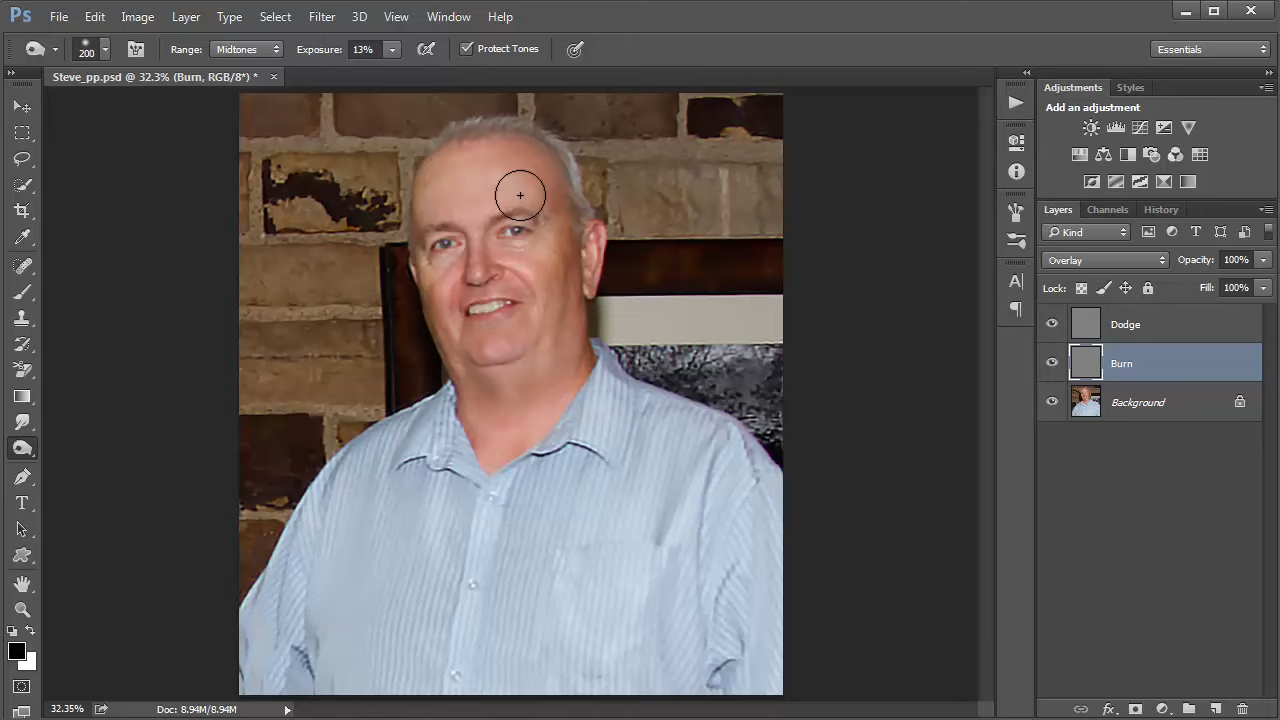 Ps File Edit Image Layer Type Select Filter 3D View Window Help
200 Range: Midtones Exposure: 13% Protect Tones Essentials
Steve_pp.psd @ 32.3% (Burn, RGB/8*) * ×
Adjustments Styles
Add an adjustment
Layers Channels History
Kind
Overlay Opacity: 100%
Lock: Fill: 100%
Dodge
Burn
Background
32.35% Doc: 8.94M/8.94M